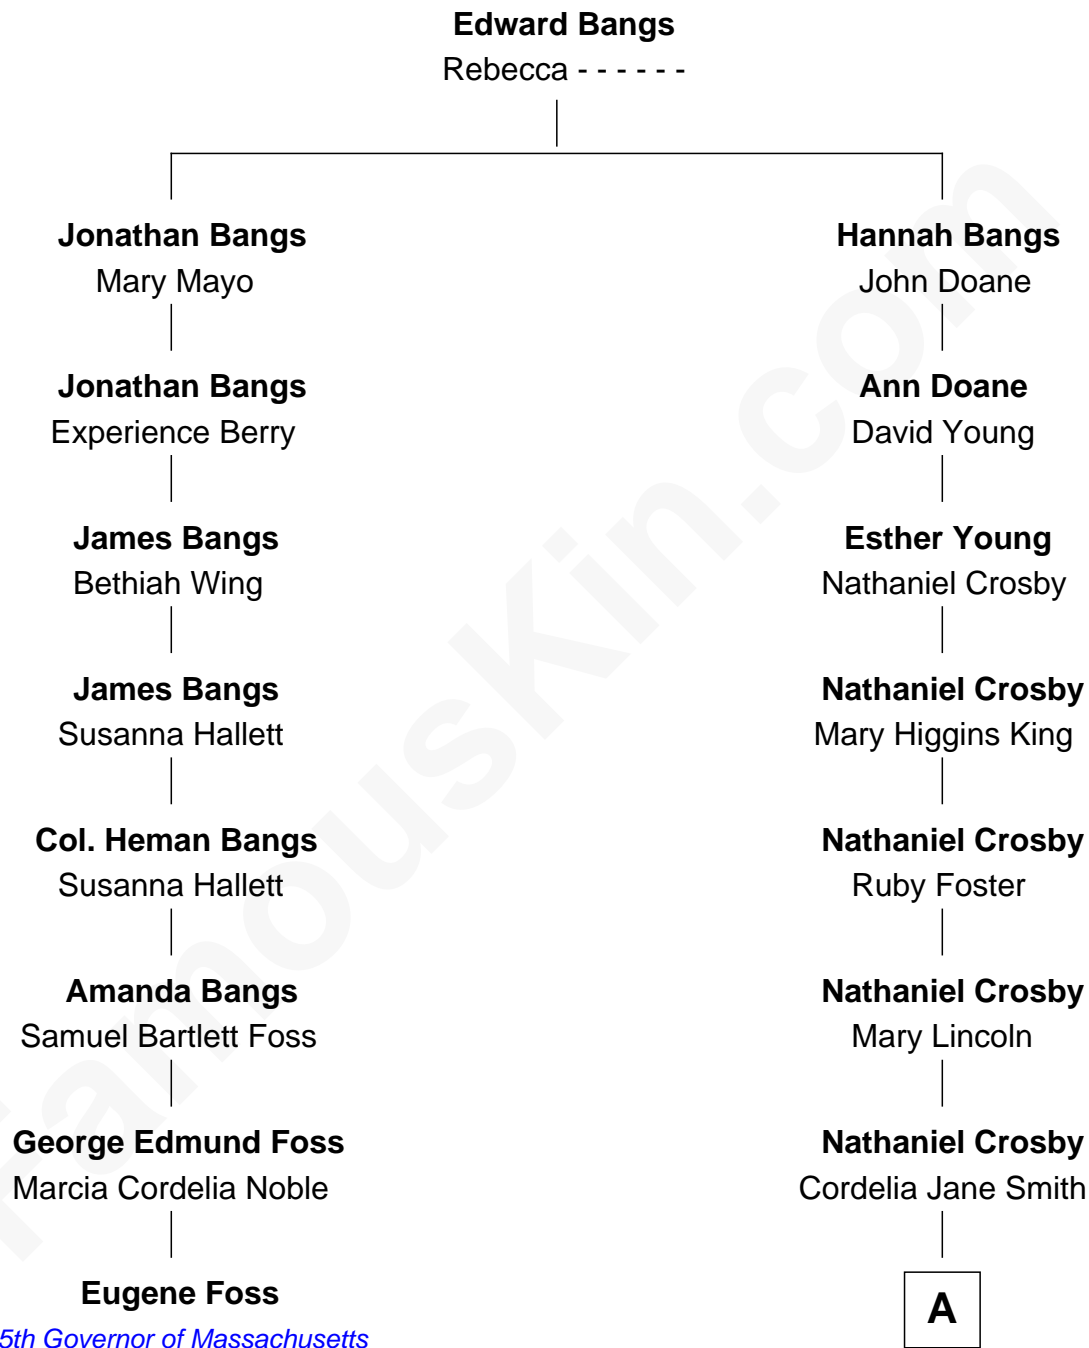 Edward Bangs
Rebecca - - - - - -
Jonathan Bangs
Mary Mayo
Hannah Bangs
John Doane
Jonathan Bangs
Experience Berry
Ann Doane
David Young
James Bangs
Bethiah Wing
Esther Young
Nathaniel Crosby
James Bangs
Susanna Hallett
Nathaniel Crosby
Mary Higgins King
Col. Heman Bangs
Susanna Hallett
Nathaniel Crosby
Ruby Foster
Amanda Bangs
Samuel Bartlett Foss
Nathaniel Crosby
Mary Lincoln
George Edmund Foss
Marcia Cordelia Noble
Nathaniel Crosby
Cordelia Jane Smith
Eugene Foss
5th Governor of Massachusetts
A
FamousKin.com